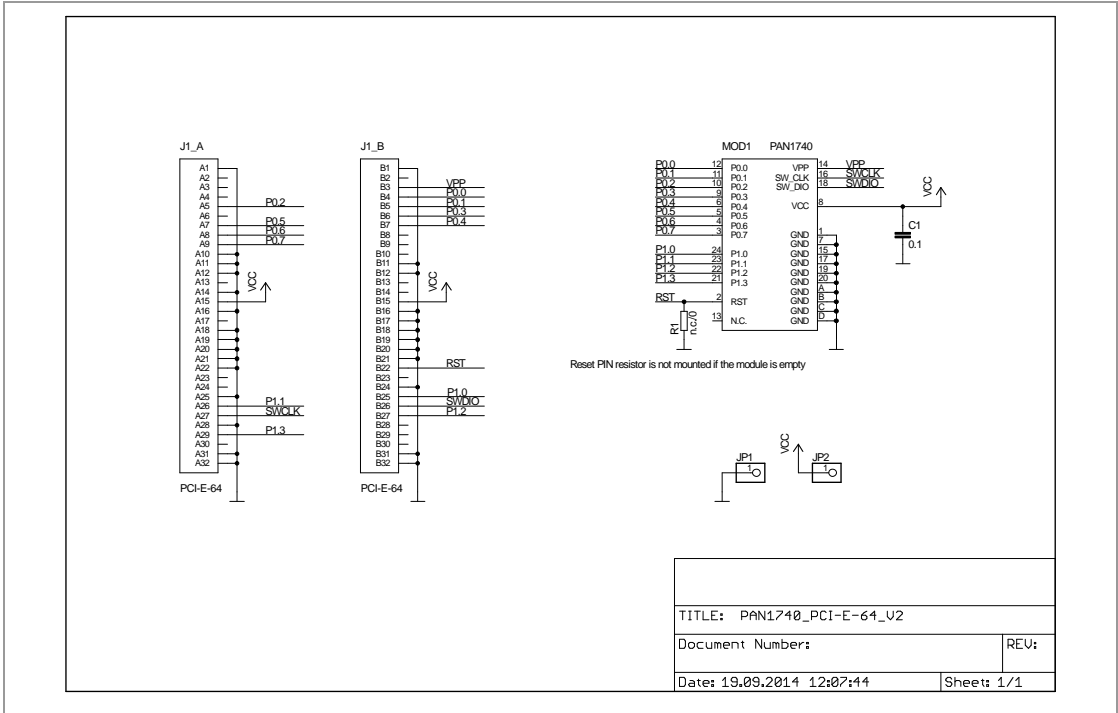 J1_A
A1
A2
A3
A4
A5 P0.2
A6
A7 P0.5
A8 P0.6
A9 P0.7
A10
A11
A12
A13
A14
A15 VCC
A16
A17
A18
A19
A20
A21
A22
A23
A24
A25
A26 P1.1
A27 SWCLK
A28
A29 P1.3
A30
A31
A32
PCI-E-64
J1_B
B1
B2
B3 VPP
B4 P0.0
B5 P0.1
B6 P0.3
B7 P0.4
B8
B9
B10
B11
B12
B13
B14
B15 VCC
B16
B17
B18
B19
B20
B21
B22 RST
B23
B24
B25 P1.0
B26 SWDIO
B27 P1.2
B28
B29
B30
B31
B32
PCI-E-64
MOD1 PAN1740
P0.0 12 P0.0 VPP 14 VPP
P0.1 11 P0.1 SW_CLK 16 SWCLK
P0.2 10 P0.2 SW_DIO 18 SWDIO
P0.3 9 P0.3
P0.4 6 P0.4 VCC 8 VCC
P0.5 5 P0.5
P0.6 4 P0.6
P0.7 3 P0.7 GND 1
GND 7
P1.0 24 P1.0 GND 15
P1.1 23 P1.1 GND 17
P1.2 22 P1.2 GND 19
P1.3 21 P1.3 GND 20
GND A
RST 2 RST GND B
GND C
13 N.C. GND D
C1
0.1
R1
n.c./0
Reset PIN resistor is not mounted if the module is empty
JP1
1
VCC
JP2
1
TITLE: PAN1740_PCI-E-64_V2
Document Number:
REV:
Date: 19.09.2014 12:07:44
Sheet: 1/1